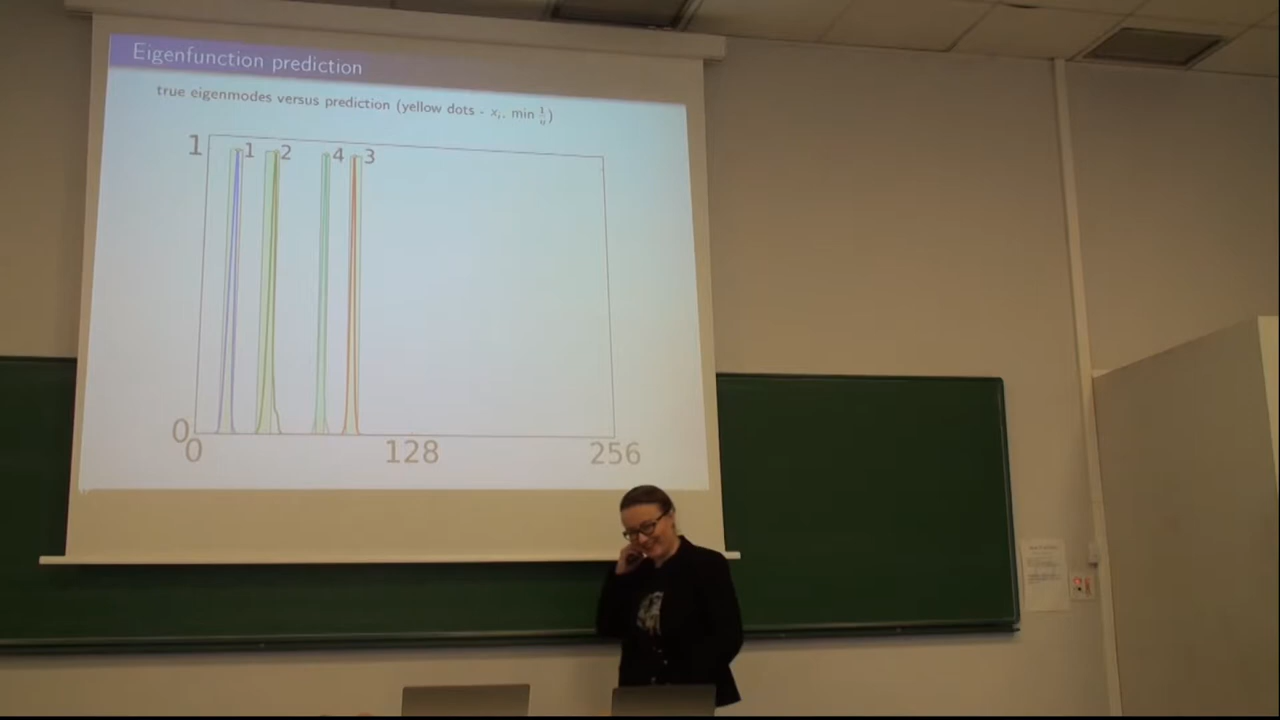 Eigenfunction prediction
true eigenmodes versus prediction (yellow dots - xᵢ, min 1/u)
1
1 2 4 3
0
0 128 256